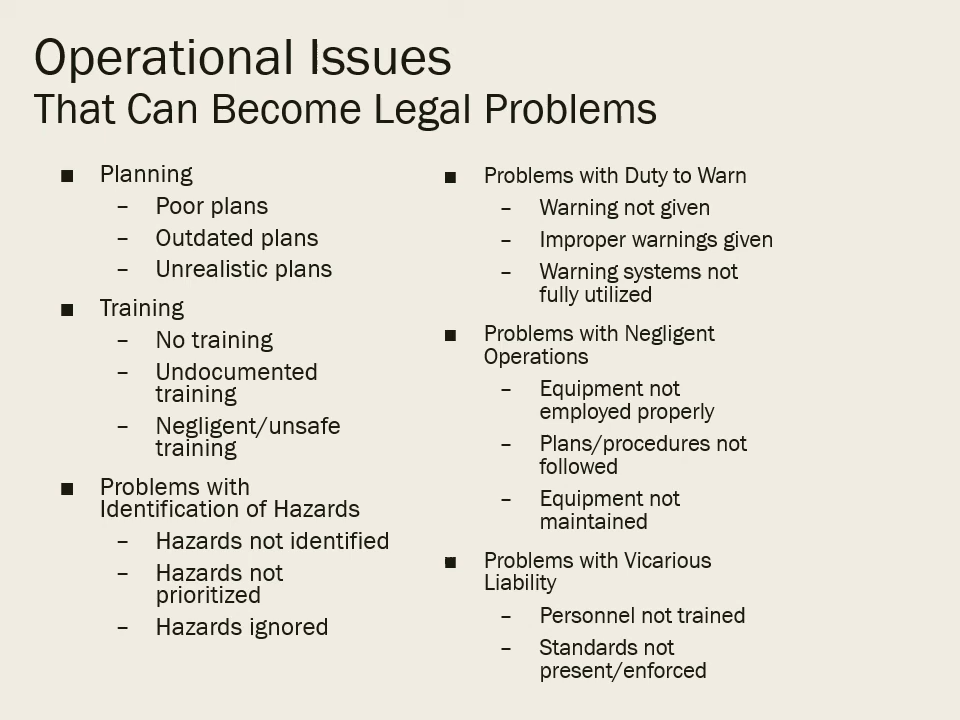 Operational Issues
That Can Become Legal Problems
■ Planning
– Poor plans
– Outdated plans
– Unrealistic plans
■ Training
– No training
– Undocumented
training
– Negligent/unsafe
training
■ Problems with
Identification of Hazards
– Hazards not identified
– Hazards not
prioritized
– Hazards ignored
■ Problems with Duty to Warn
– Warning not given
– Improper warnings given
– Warning systems not
fully utilized
■ Problems with Negligent
Operations
– Equipment not
employed properly
– Plans/procedures not
followed
– Equipment not
maintained
■ Problems with Vicarious
Liability
– Personnel not trained
– Standards not
present/enforced